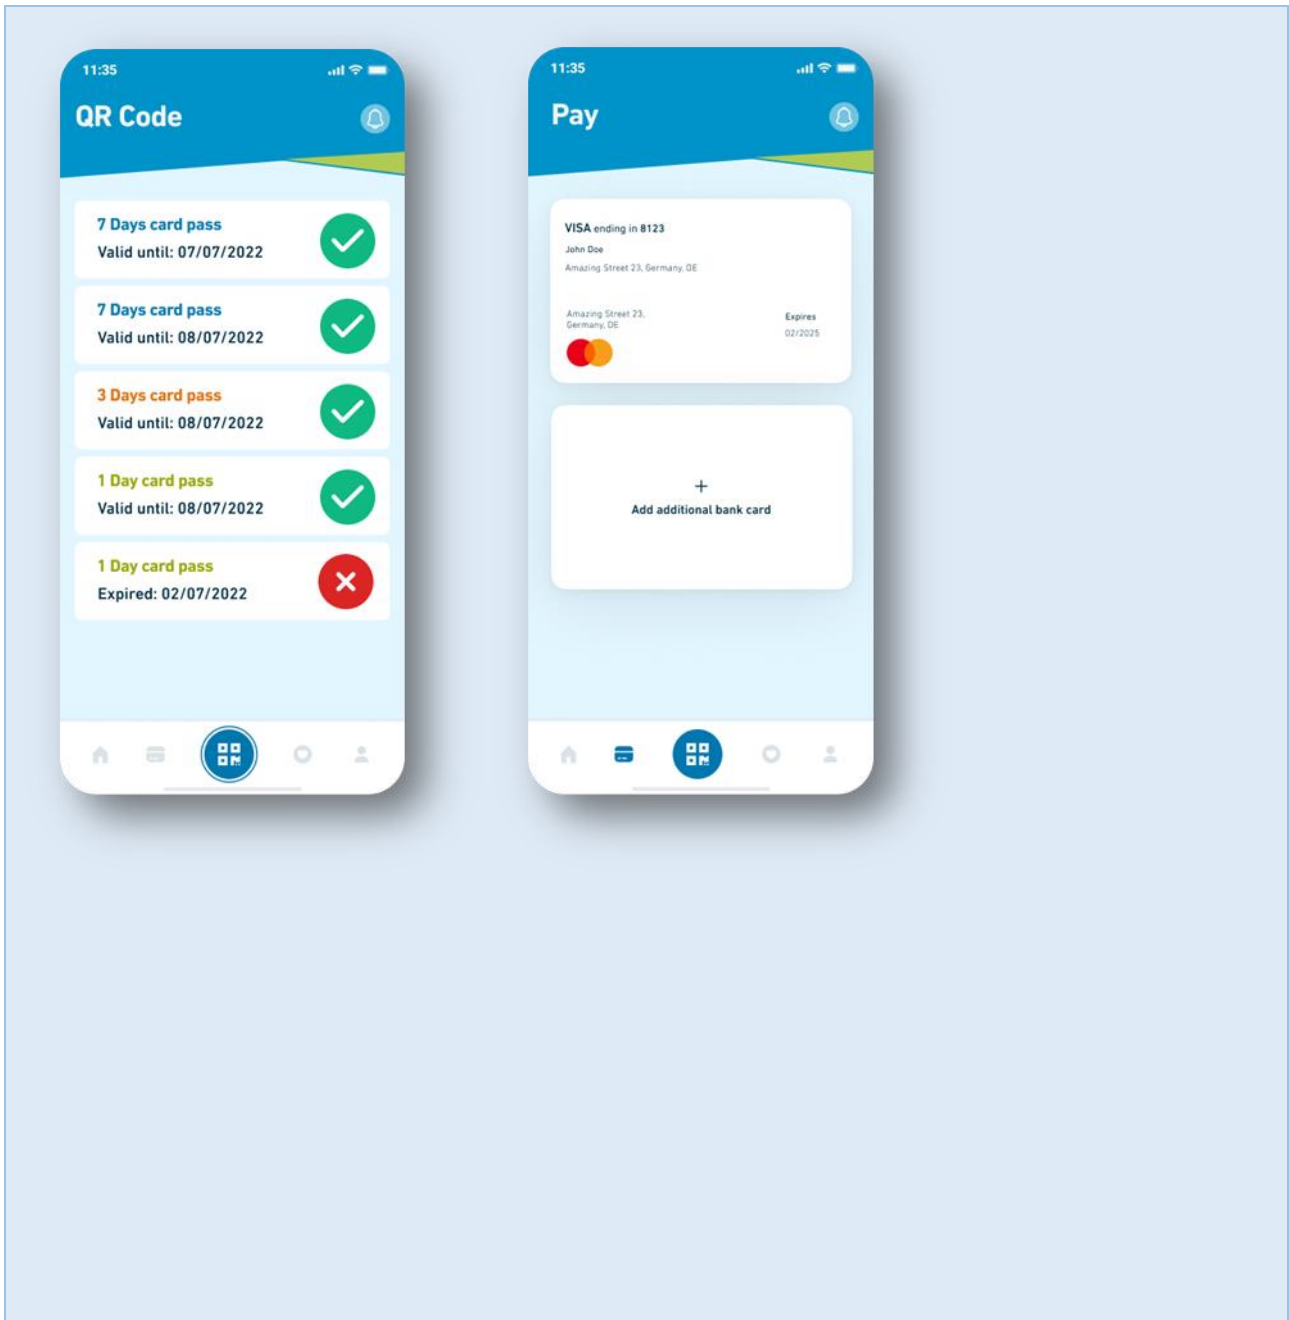 11:35
QR Code
7 Days card pass
Valid until: 07/07/2022
7 Days card pass
Valid until: 08/07/2022
3 Days card pass
Valid until: 08/07/2022
1 Day card pass
Valid until: 08/07/2022
1 Day card pass
Expired: 02/07/2022
11:35
Pay
VISA ending in 8123
John Doe
Amazing Street 23, Germany, DE
Amazing Street 23,
Germany, DE
Expires
02/2025
+
Add additional bank card